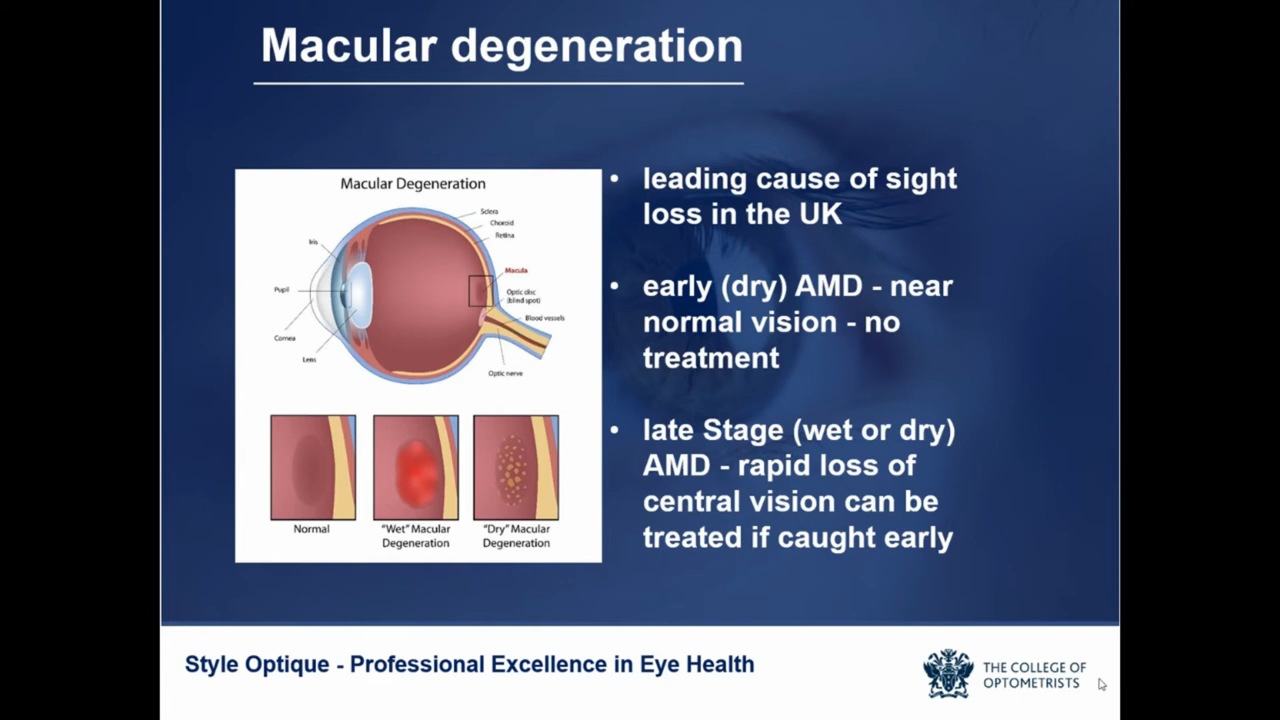 Macular degeneration
Macular Degeneration
Sclera
Choroid
Retina
Iris
Macula
Pupil
Optic disc
(blind spot)
Blood vessels
Cornea
Lens
Optic nerve
Normal
"Wet" Macular
Degeneration
"Dry" Macular
Degeneration
• leading cause of sight
loss in the UK
• early (dry) AMD - near
normal vision - no
treatment
• late Stage (wet or dry)
AMD - rapid loss of
central vision can be
treated if caught early
Style Optique - Professional Excellence in Eye Health
THE COLLEGE OF
OPTOMETRISTS